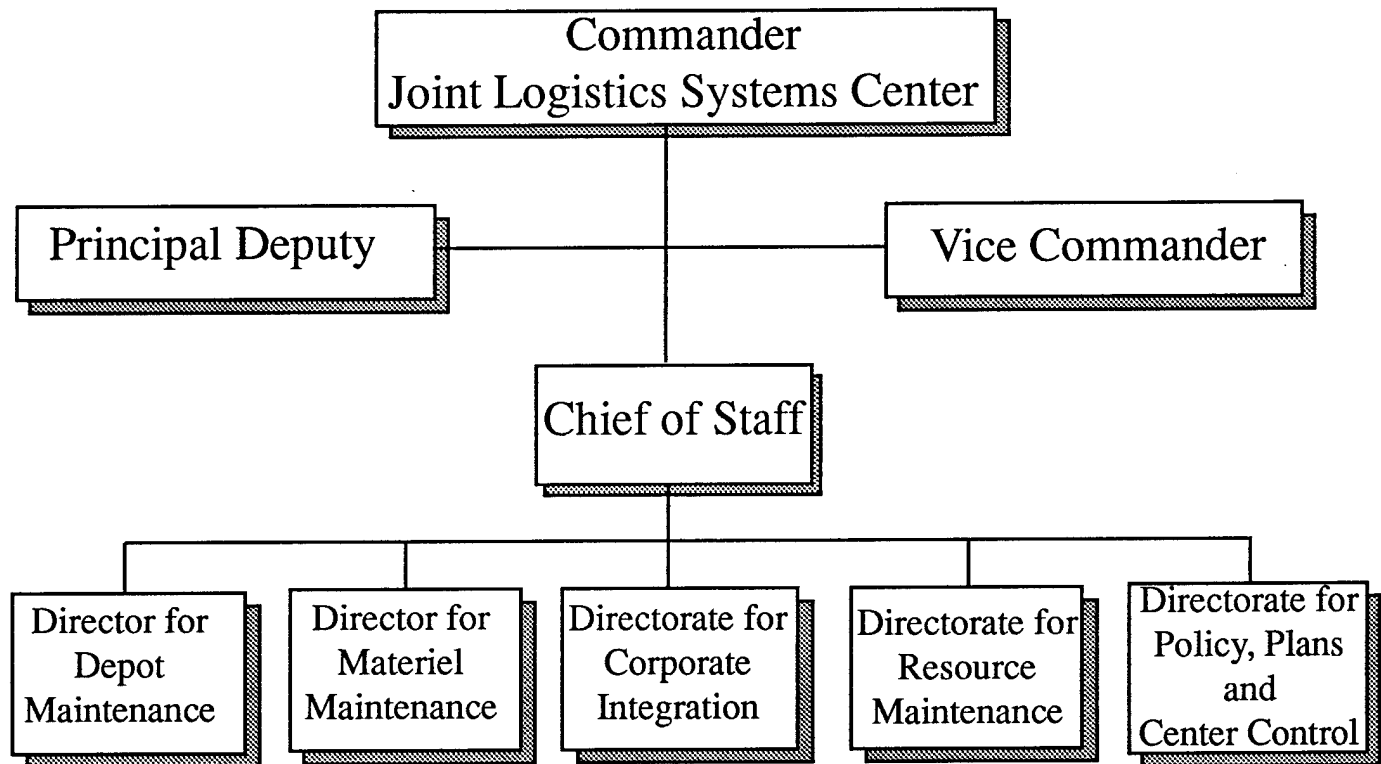 Commander
Joint Logistics Systems Center
Principal Deputy
Vice Commander
Chief of Staff
Director for
Depot
Maintenance
Director for
Materiel
Maintenance
Directorate for
Corporate
Integration
Directorate for
Resource
Maintenance
Directorate for
Policy, Plans
and
Center Control